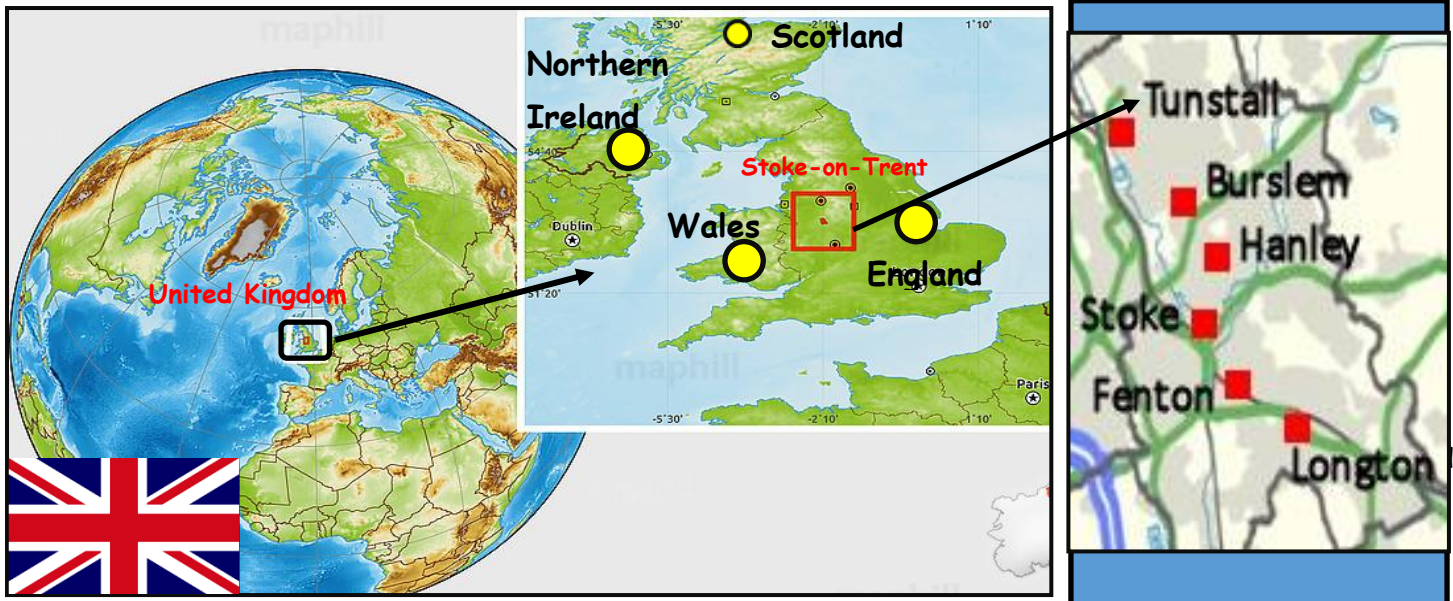 maphill
United Kingdom
-5°30'
-2°10'
1°10'
Scotland
Northern
Ireland
54°40'
Stoke-on-Trent
Dublin
Wales
England
51°20'
maphill
Paris
-5°30'
-2°10'
1°10'
Tunstall
Burslem
Hanley
Stoke
Fenton
Longton